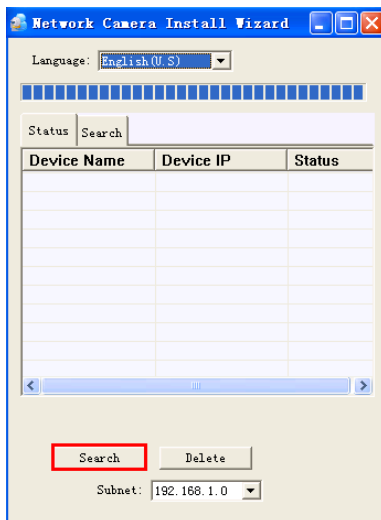 Network Camera Install Wizard
Language: English(U.S)
Status Search
Device Name Device IP Status
Search Delete
Subnet: 192.168.1.0